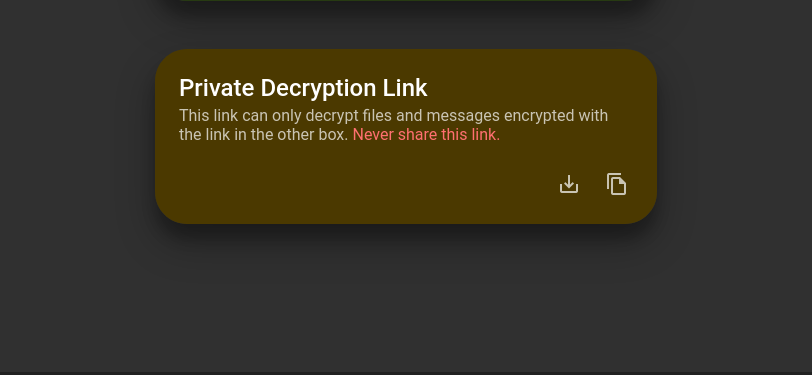 Private Decryption Link
This link can only decrypt files and messages encrypted with
the link in the other box. Never share this link.